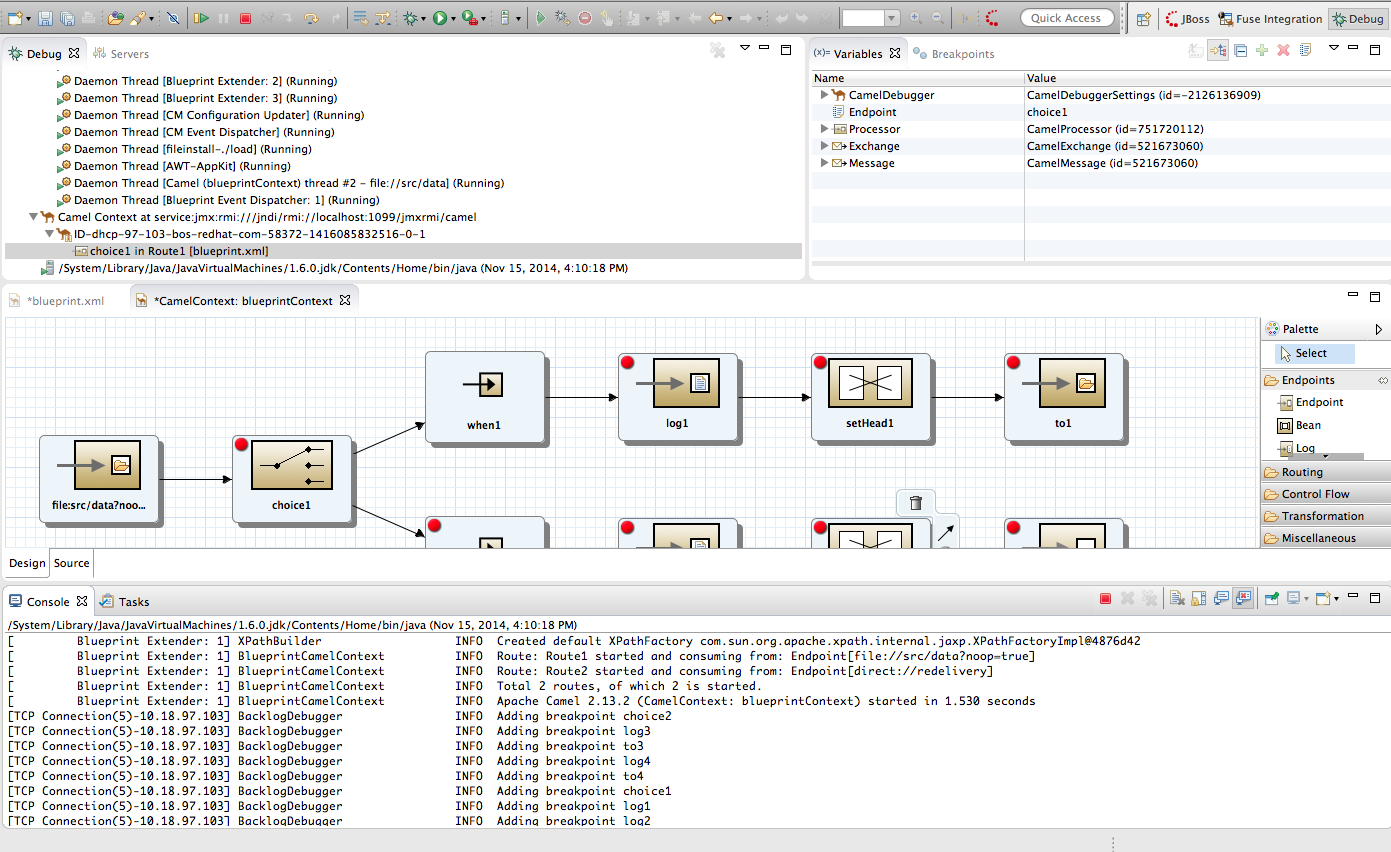 Quick Access
JBoss
Fuse Integration
Debug
Debug
Servers
Daemon Thread [Blueprint Extender: 2] (Running)
Daemon Thread [Blueprint Extender: 3] (Running)
Daemon Thread [CM Configuration Updater] (Running)
Daemon Thread [CM Event Dispatcher] (Running)
Daemon Thread [fileinstall-./load] (Running)
Daemon Thread [AWT-AppKit] (Running)
Daemon Thread [Camel (blueprintContext) thread #2 – file://src/data] (Running)
Daemon Thread [Blueprint Event Dispatcher: 1] (Running)
Camel Context at service:jmx:rmi:///jndi/rmi://localhost:1099/jmxrmi/camel
ID-dhcp-97-103-bos-redhat-com-58372-1416085832516-0-1
choice1 in Route1 [blueprint.xml]
/System/Library/Java/JavaVirtualMachines/1.6.0.jdk/Contents/Home/bin/java (Nov 15, 2014, 4:10:18 PM)
(x)= Variables
Breakpoints
Name Value
CamelDebugger CamelDebuggerSettings (id=-2126136909)
Endpoint choice1
Processor CamelProcessor (id=751720112)
Exchange CamelExchange (id=521673060)
Message CamelMessage (id=521673060)
*blueprint.xml
*CamelContext: blueprintContext
file:src/data?noo...
choice1
when1
log1
setHead1
to1
Palette
Select
Endpoints
Endpoint
Bean
Log
Routing
Control Flow
Transformation
Miscellaneous
Design
Source
Console
Tasks
/System/Library/Java/JavaVirtualMachines/1.6.0.jdk/Contents/Home/bin/java (Nov 15, 2014, 4:10:18 PM)
[ Blueprint Extender: 1] XPathBuilder INFO Created default XPathFactory com.sun.org.apache.xpath.internal.jaxp.XPathFactoryImpl@4876d42
[ Blueprint Extender: 1] BlueprintCamelContext INFO Route: Route1 started and consuming from: Endpoint[file://src/data?noop=true]
[ Blueprint Extender: 1] BlueprintCamelContext INFO Route: Route2 started and consuming from: Endpoint[direct://redelivery]
[ Blueprint Extender: 1] BlueprintCamelContext INFO Total 2 routes, of which 2 is started.
[ Blueprint Extender: 1] BlueprintCamelContext INFO Apache Camel 2.13.2 (CamelContext: blueprintContext) started in 1.530 seconds
[TCP Connection(5)-10.18.97.103] BacklogDebugger INFO Adding breakpoint choice2
[TCP Connection(5)-10.18.97.103] BacklogDebugger INFO Adding breakpoint log3
[TCP Connection(5)-10.18.97.103] BacklogDebugger INFO Adding breakpoint to3
[TCP Connection(5)-10.18.97.103] BacklogDebugger INFO Adding breakpoint log4
[TCP Connection(5)-10.18.97.103] BacklogDebugger INFO Adding breakpoint to4
[TCP Connection(5)-10.18.97.103] BacklogDebugger INFO Adding breakpoint choice1
[TCP Connection(5)-10.18.97.103] BacklogDebugger INFO Adding breakpoint log1
[TCP Connection(5)-10.18.97.103] BacklogDebugger INFO Adding breakpoint log2